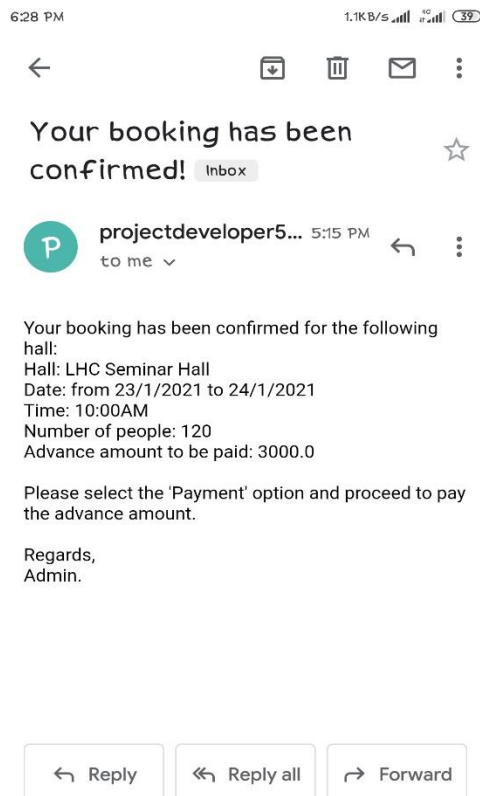 6:28 PM 1.1KB/s 4G 39
Your booking has been
confirmed! Inbox
P projectdeveloper5... 5:15 PM
to me
Your booking has been confirmed for the following
hall:
Hall: LHC Seminar Hall
Date: from 23/1/2021 to 24/1/2021
Time: 10:00AM
Number of people: 120
Advance amount to be paid: 3000.0
Please select the 'Payment' option and proceed to pay
the advance amount.
Regards,
Admin.
Reply Reply all Forward